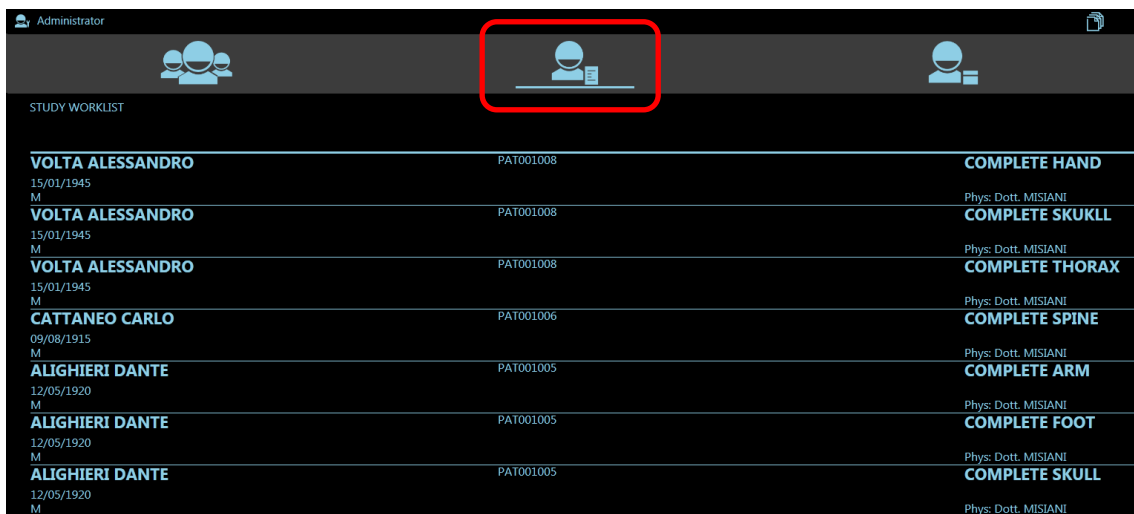 Administrator
STUDY WORKLIST
VOLTA ALESSANDRO PAT001008 COMPLETE HAND
15/01/1945
M Phys: Dott. MISIANI
VOLTA ALESSANDRO PAT001008 COMPLETE SKUKLL
15/01/1945
M Phys: Dott. MISIANI
VOLTA ALESSANDRO PAT001008 COMPLETE THORAX
15/01/1945
M Phys: Dott. MISIANI
CATTANEO CARLO PAT001006 COMPLETE SPINE
09/08/1915
M Phys: Dott. MISIANI
ALIGHIERI DANTE PAT001005 COMPLETE ARM
12/05/1920
M Phys: Dott. MISIANI
ALIGHIERI DANTE PAT001005 COMPLETE FOOT
12/05/1920
M Phys: Dott. MISIANI
ALIGHIERI DANTE PAT001005 COMPLETE SKULL
12/05/1920
M Phys: Dott. MISIANI